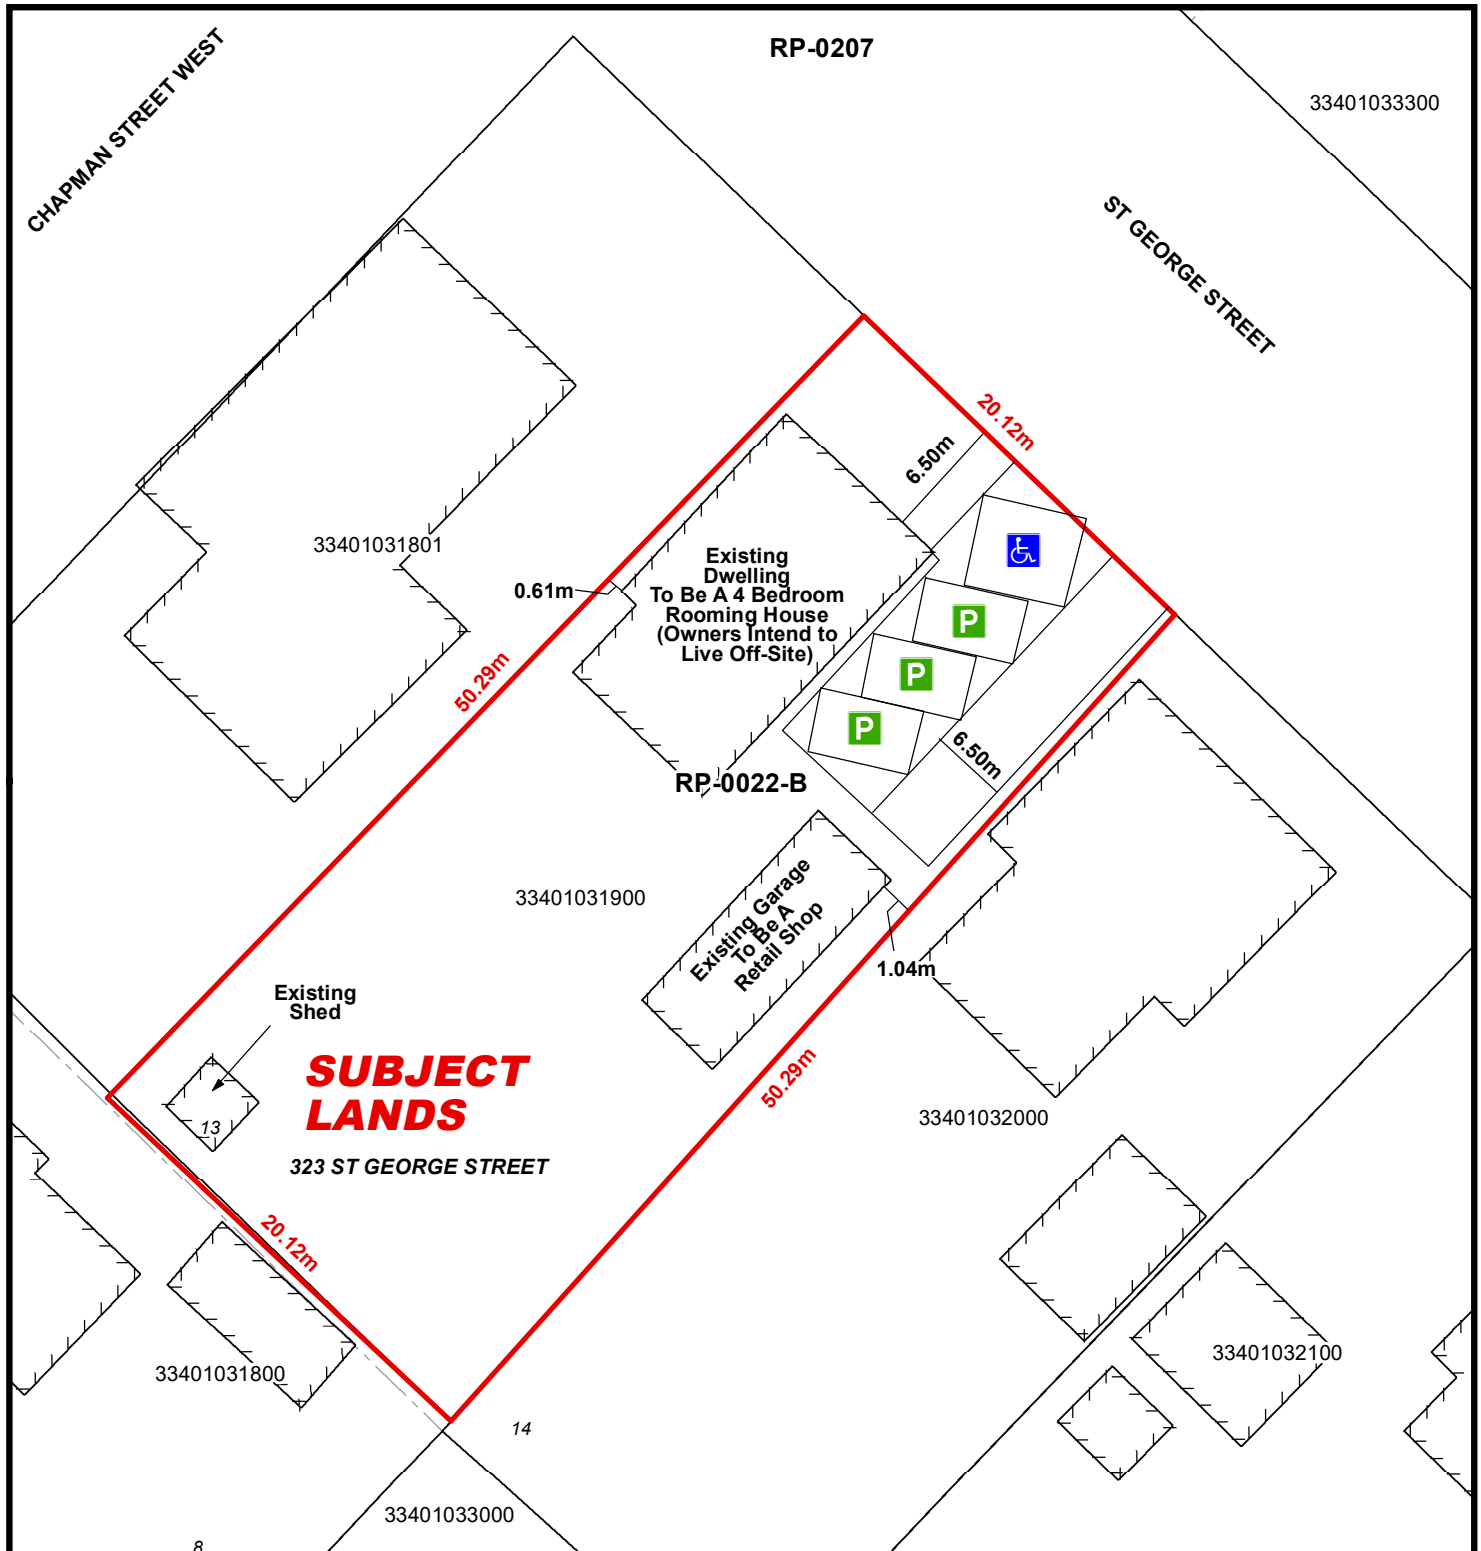 RP-0207
CHAPMAN STREET WEST
33401033300
ST GEORGE STREET
20.12m
6.50m
33401031801
Existing
Dwelling
To Be A 4 Bedroom
Rooming House
(Owners Intend to
Live Off-Site)
0.61m
P
P
P
50.29m
6.50m
RP-0022-B
33401031900
Existing Garage
To Be A
Retail Shop
1.04m
Existing
Shed
SUBJECT
LANDS
13
323 ST GEORGE STREET
50.29m
33401032000
20.12m
33401031800
33401032100
14
33401033000
8